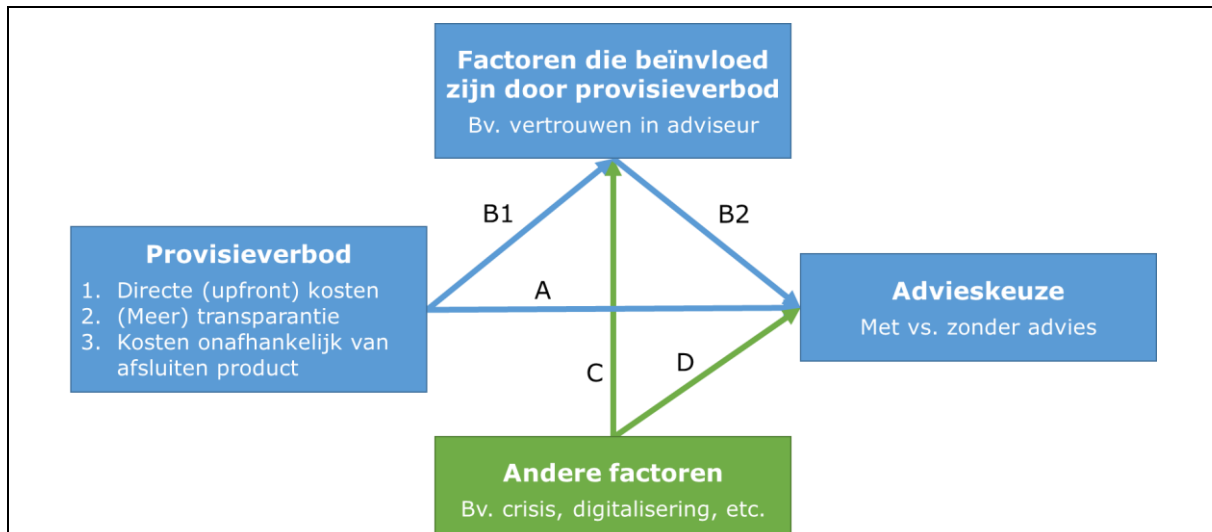 Factoren die beïnvloed
zijn door provisieverbod
Bv. vertrouwen in adviseur
B1
B2
Provisieverbod
1. Directe (upfront) kosten
2. (Meer) transparantie
3. Kosten onafhankelijk van
afsluiten product
A
Advieskeuze
Met vs. zonder advies
C
D
Andere factoren
Bv. crisis, digitalisering, etc.